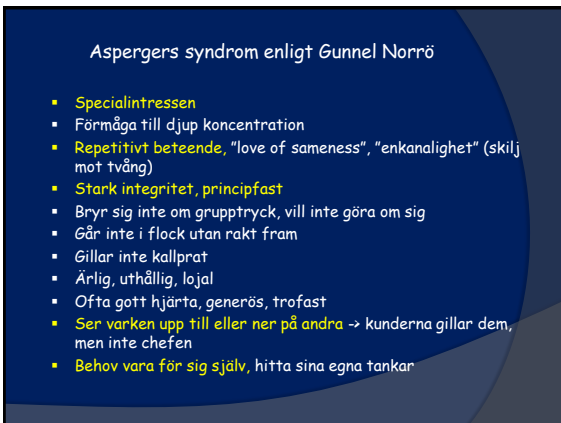 Aspergers syndrom enligt Gunnel Norrö
▪ Specialintressen
▪ Förmåga till djup koncentration
▪ Repetitivt beteende, ”love of sameness”, ”enkanalighet” (skilj
mot tvång)
▪ Stark integritet, principfast
▪ Bryr sig inte om grupptryck, vill inte göra om sig
▪ Går inte i flock utan rakt fram
▪ Gillar inte kallprat
▪ Ärlig, uthållig, lojal
▪ Ofta gott hjärta, generös, trofast
▪ Ser varken upp till eller ner på andra -> kunderna gillar dem,
men inte chefen
▪ Behov vara för sig själv, hitta sina egna tankar